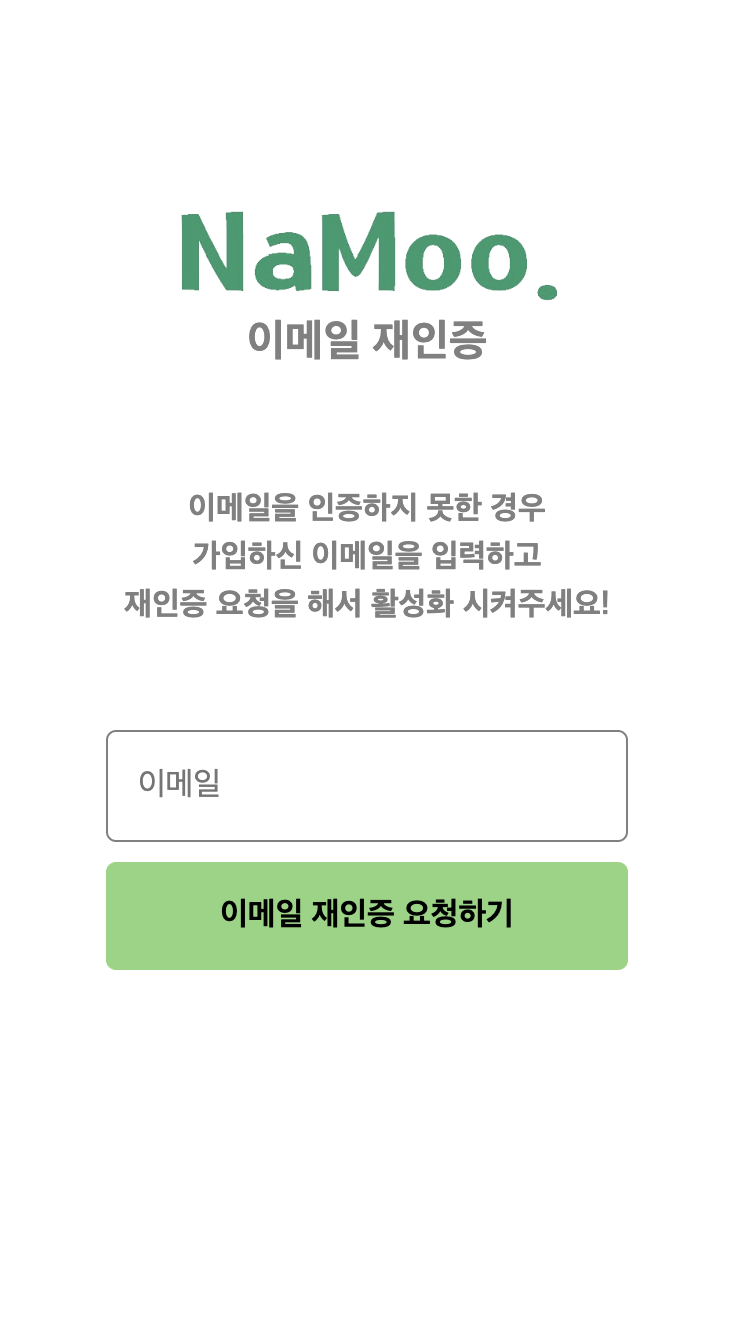 NaMoo.
이메일 재인증
이메일을 인증하지 못한 경우
가입하신 이메일을 입력하고
재인증 요청을 해서 활성화 시켜주세요!
이메일
이메일 재인증 요청하기